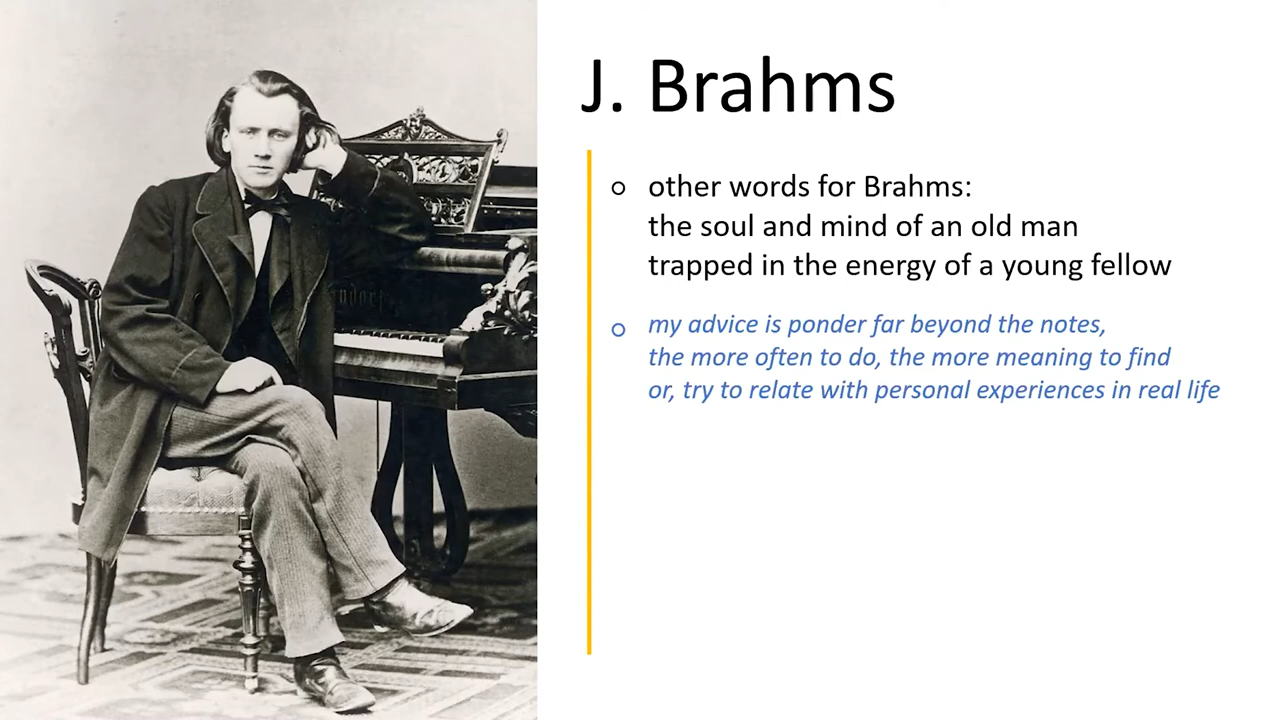 J. Brahms
other words for Brahms:
the soul and mind of an old man
trapped in the energy of a young fellow
my advice is ponder far beyond the notes,
the more often to do, the more meaning to find
or, try to relate with personal experiences in real life